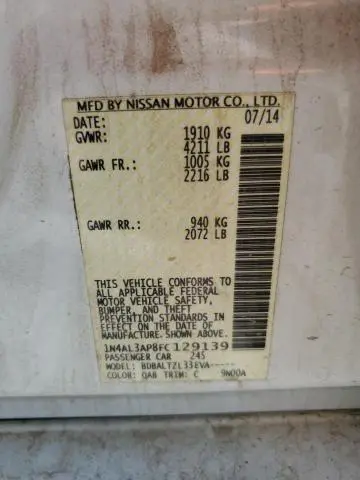 MFD BY NISSAN MOTOR CO., LTD.
DATE: 07/14
GVWR: 1910 KG
4211 LB
GAWR FR.: 1005 KG
2216 LB
GAWR RR.: 940 KG
2072 LB
THIS VEHICLE CONFORMS TO
ALL APPLICABLE FEDERAL
MOTOR VEHICLE SAFETY,
BUMPER, AND THEFT
PREVENTION STANDARDS IN
EFFECT ON THE DATE OF
MANUFACTURE SHOWN ABOVE.
1N4AL3AP8FC129139
PASSENGER CAR 245
MODEL: BDBALTZL33EVA-----
COLOR: QAB TRIM: C 9N00A